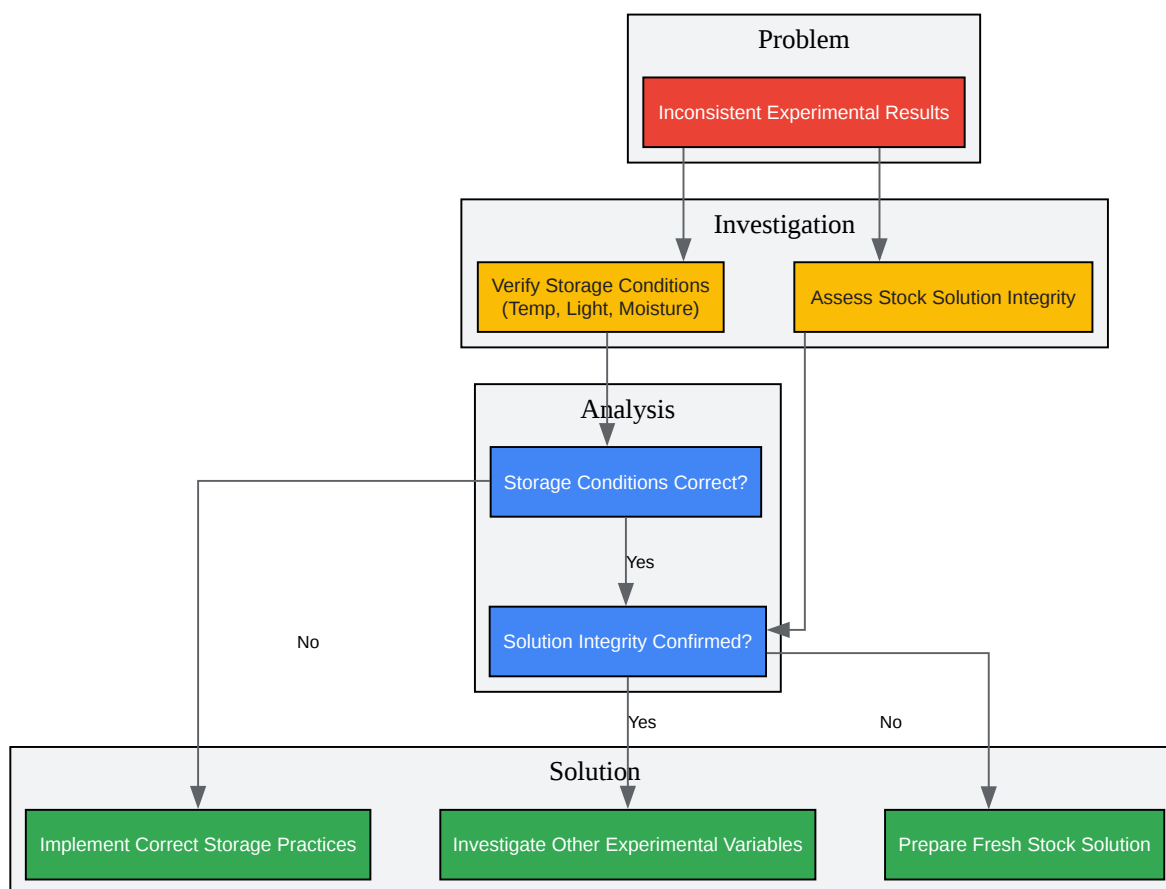 Problem
Inconsistent Experimental Results
Investigation
Verify Storage Conditions
(Temp, Light, Moisture)
Assess Stock Solution Integrity
Analysis
Storage Conditions Correct?
Yes
Solution Integrity Confirmed?
No
Yes
No
Solution
Implement Correct Storage Practices
Investigate Other Experimental Variables
Prepare Fresh Stock Solution